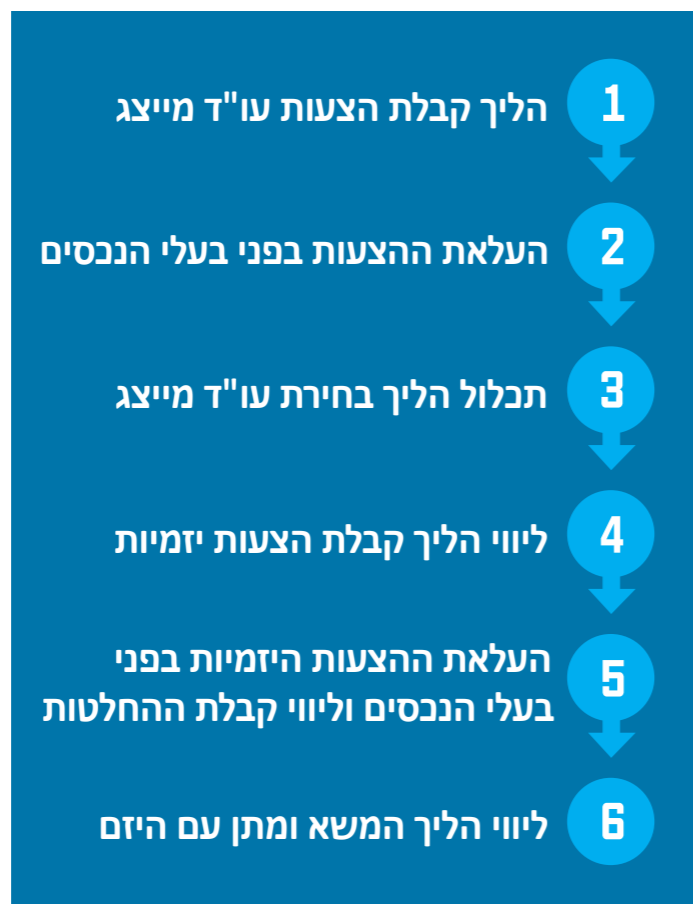 1 הליך קבלת הצעות עו"ד מייצג
2 העלאת ההצעות בפני בעלי הנכסים
3 תכלול הליך בחירת עו"ד מייצג
4 ליווי הליך קבלת הצעות יזמיות
5 העלאת ההצעות היזמיות בפני
בעלי הנכסים וליווי קבלת ההחלטות
6 ליווי הליך המשא ומתן עם היזם